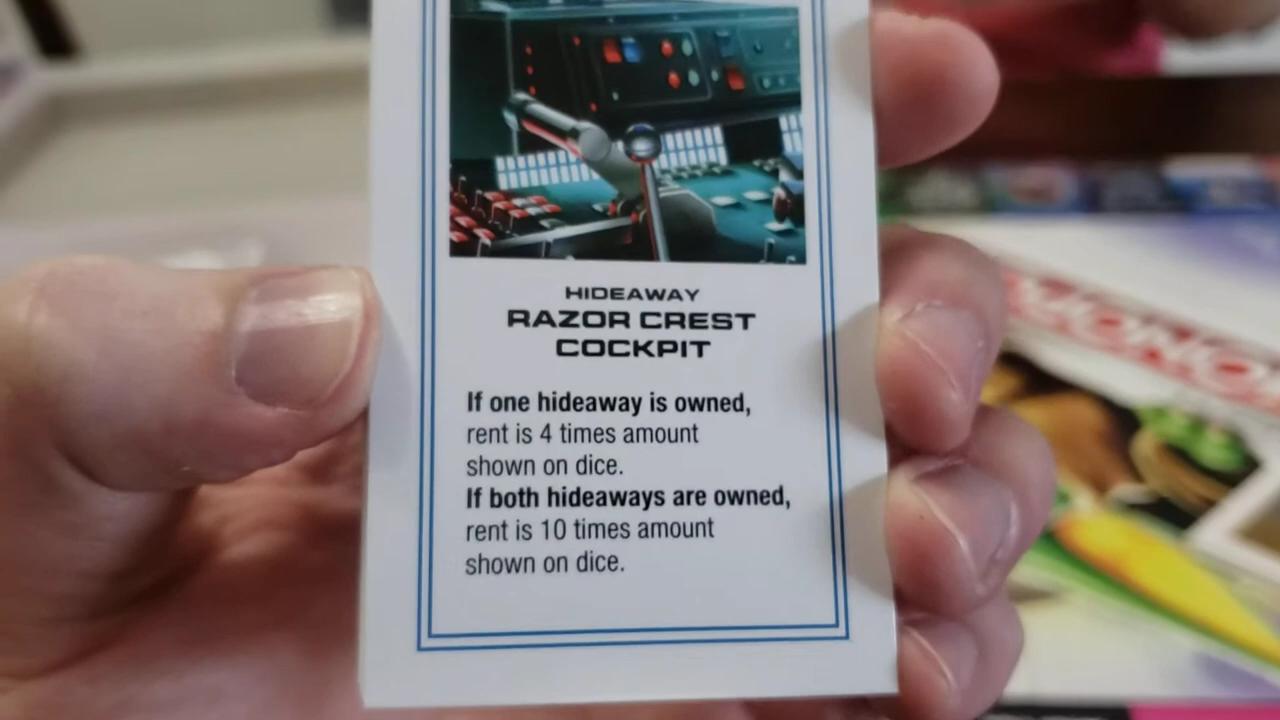 HIDEAWAY
RAZOR CREST
COCKPIT
If one hideaway is owned,
rent is 4 times amount
shown on dice.
If both hideaways are owned,
rent is 10 times amount
shown on dice.